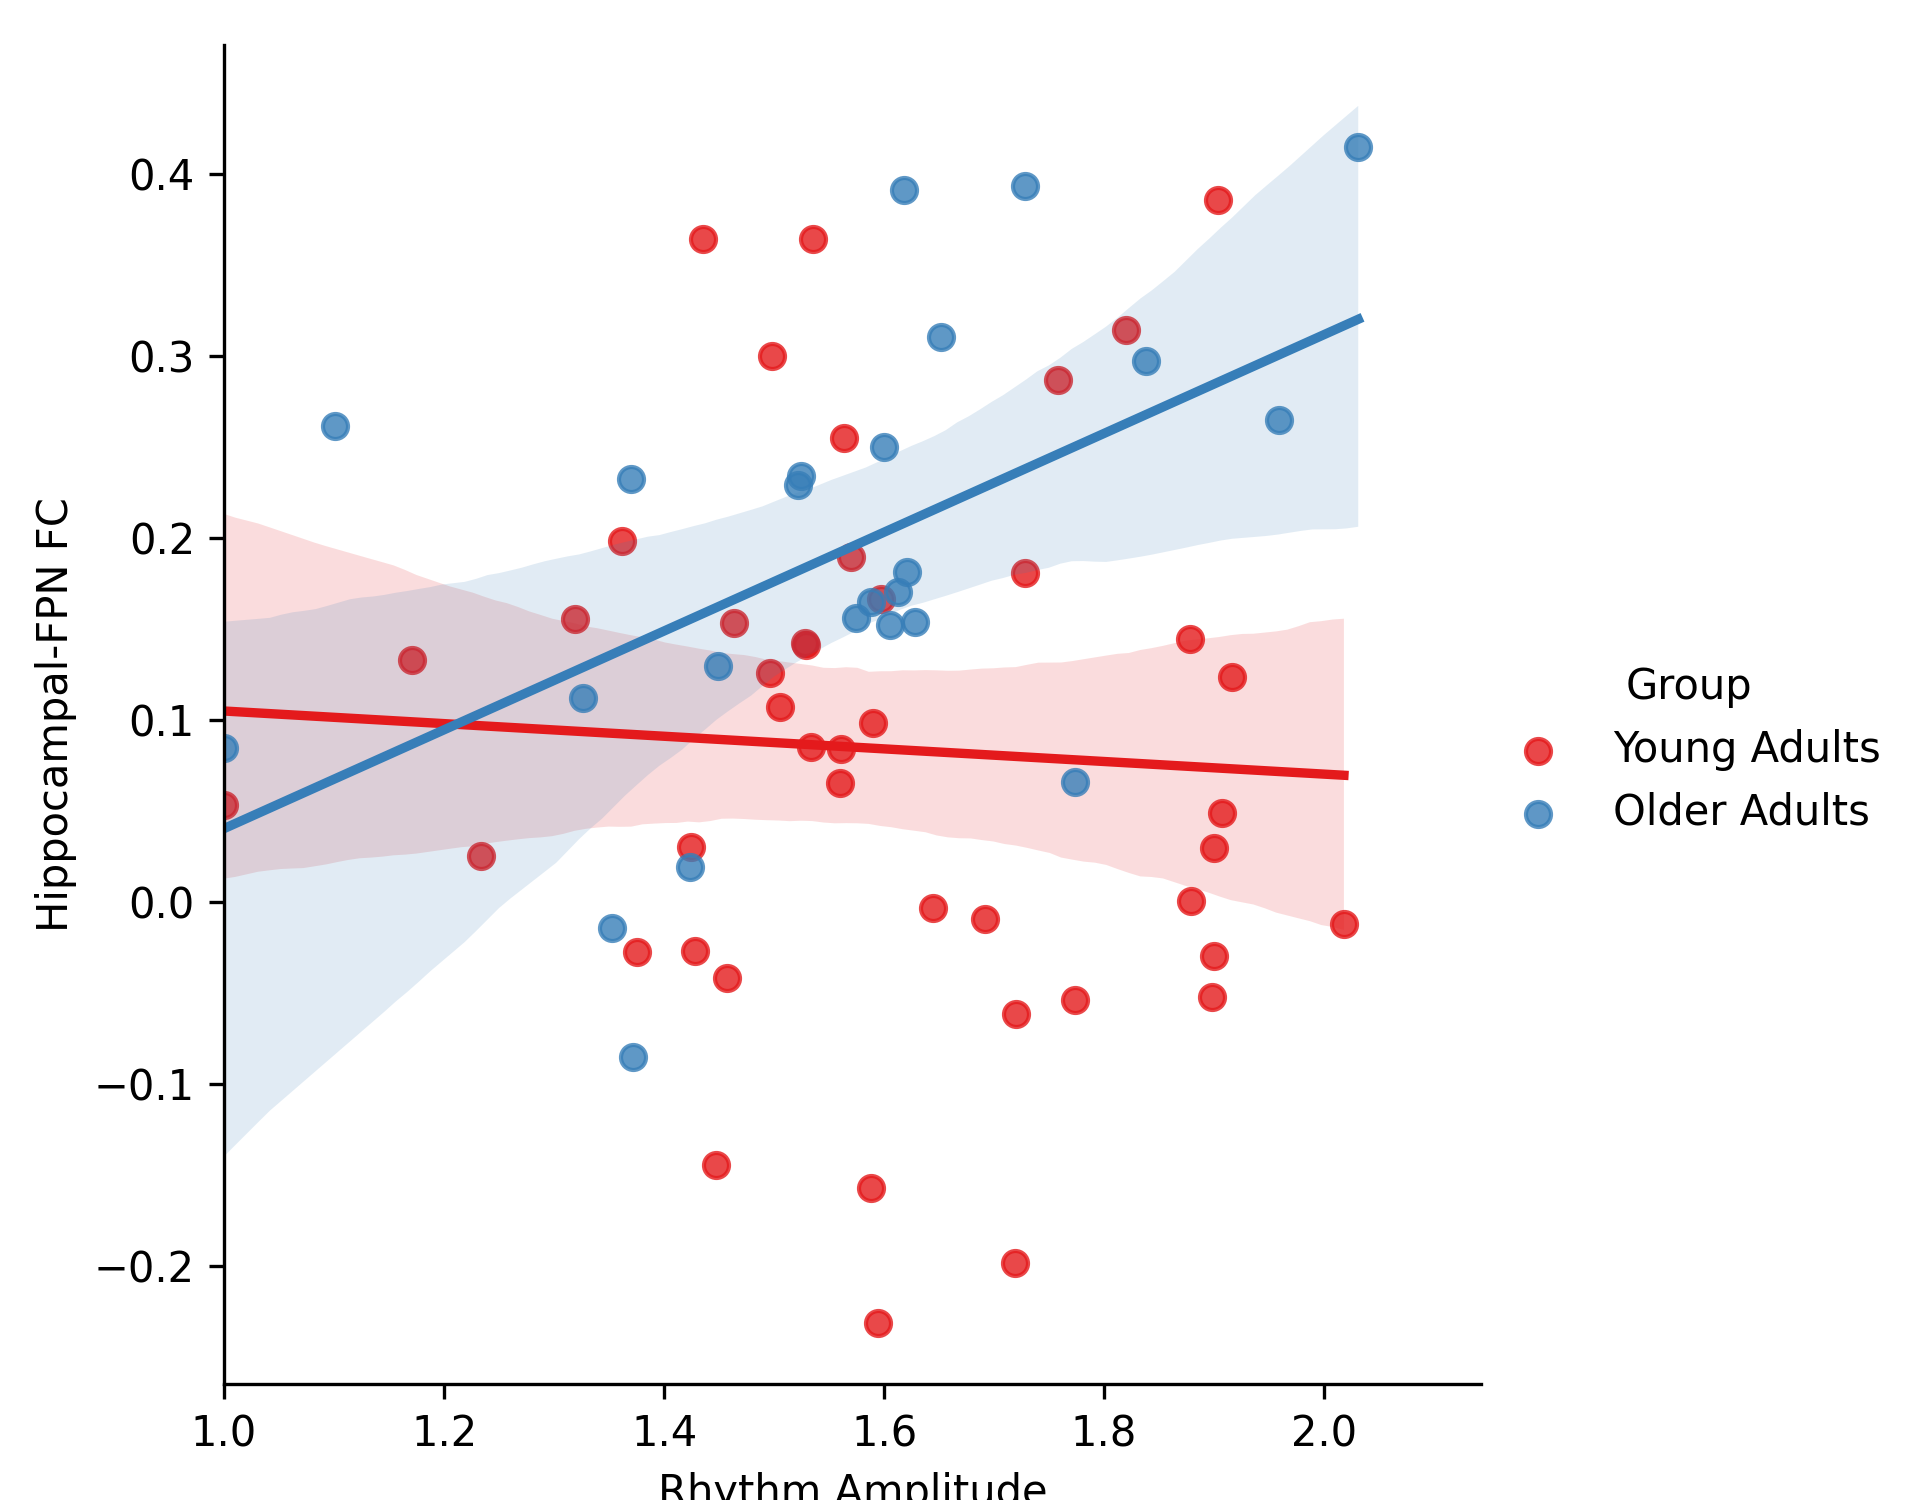 Hippocampal-FPN FC
0.4
0.3
0.2
0.1
0.0
−0.1
−0.2
1.0 1.2 1.4 1.6 1.8 2.0
Rhythm Amplitude
Group
Young Adults
Older Adults